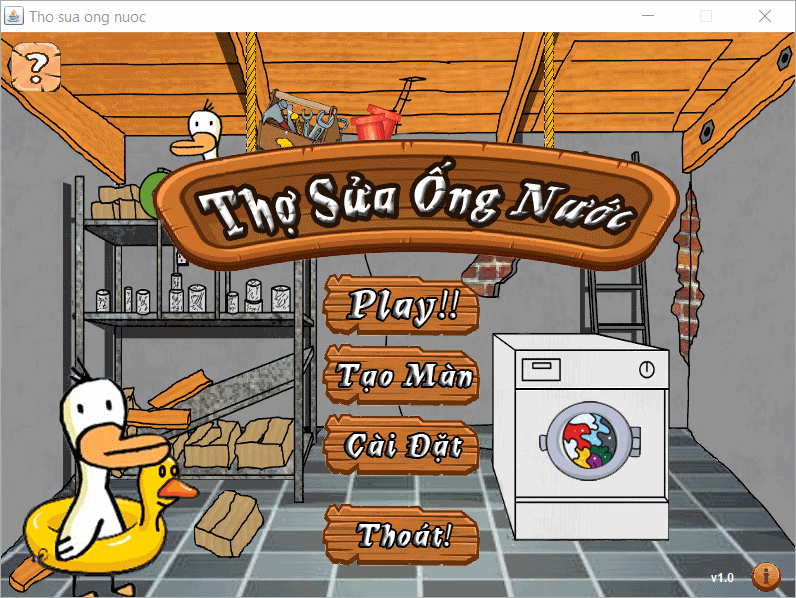 Tho sua ong nuoc
?
Thợ Sửa Ống Nước
Play!!
Tạo Màn
Cài Đặt
Thoát!
v1.0
i